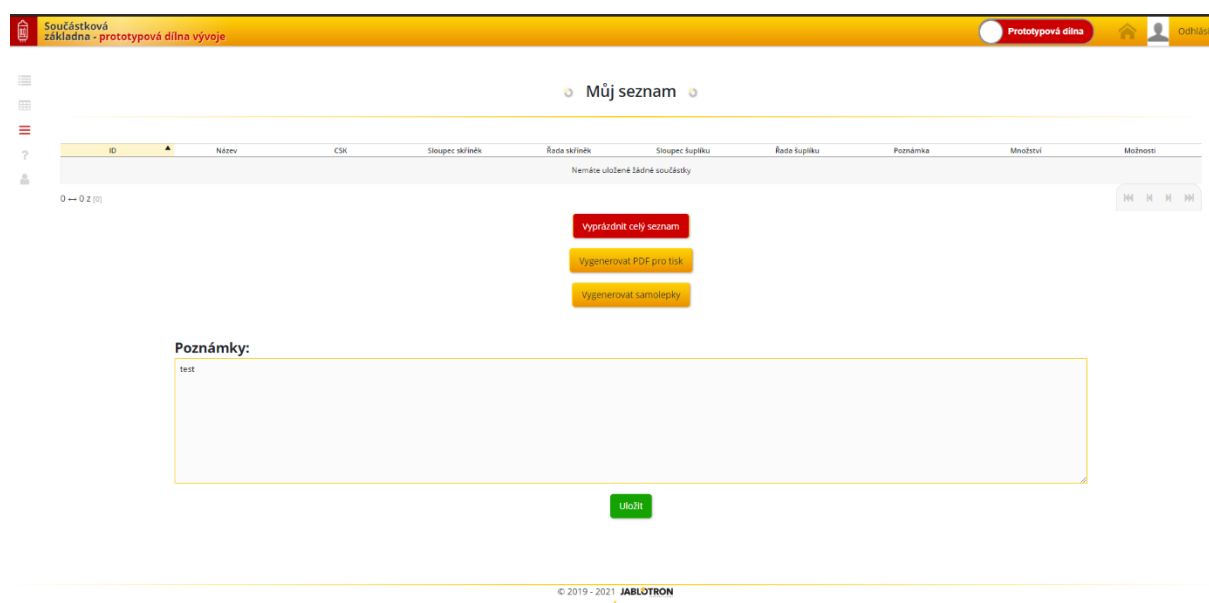 Součástková
základna - prototypová dílna vývoje
Prototypová dílna
Odhlási
Můj seznam
ID Název CSK Sloupec skříněk Řada skříněk Sloupec šuplíku Řada šuplíku Poznámka Množství Možnosti
Nemáte uložené žádné součástky
0 ↔ 0 z [0]
Vyprázdnit celý seznam
Vygenerovat PDF pro tisk
Vygenerovat samolepky
Poznámky:
test
Uložit
© 2019 - 2021 JABLOTRON